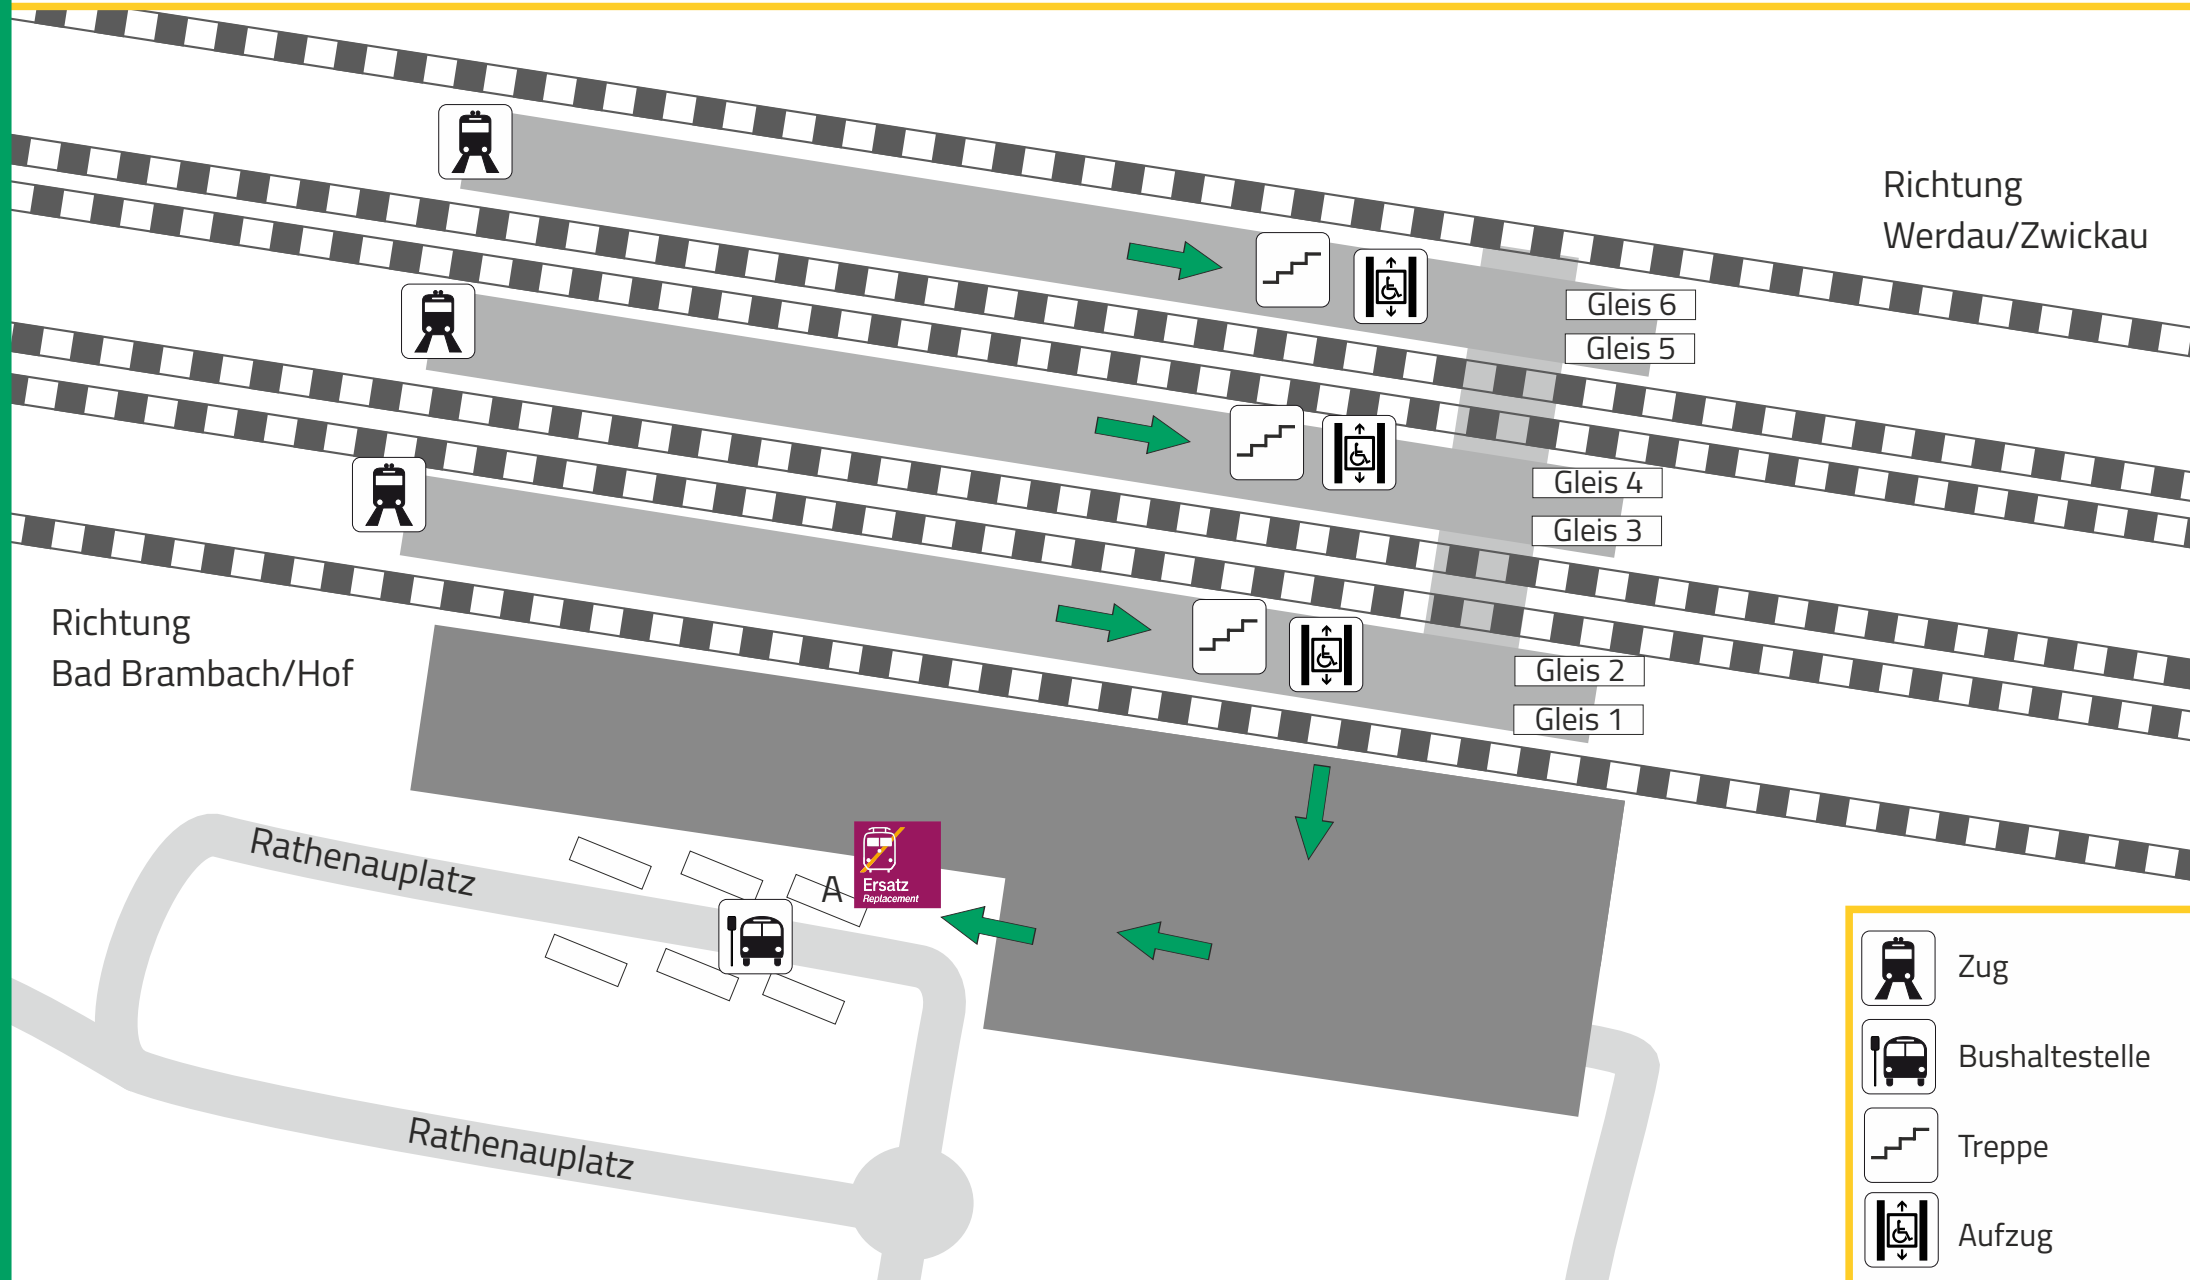 Richtung
Werdau/Zwickau
Gleis 6
Gleis 5
Gleis 4
Gleis 3
Richtung
Bad Brambach/Hof
Gleis 2
Gleis 1
Rathenauplatz
A
Ersatz
Replacement
Rathenauplatz
Zug
Bushaltestelle
Treppe
Aufzug